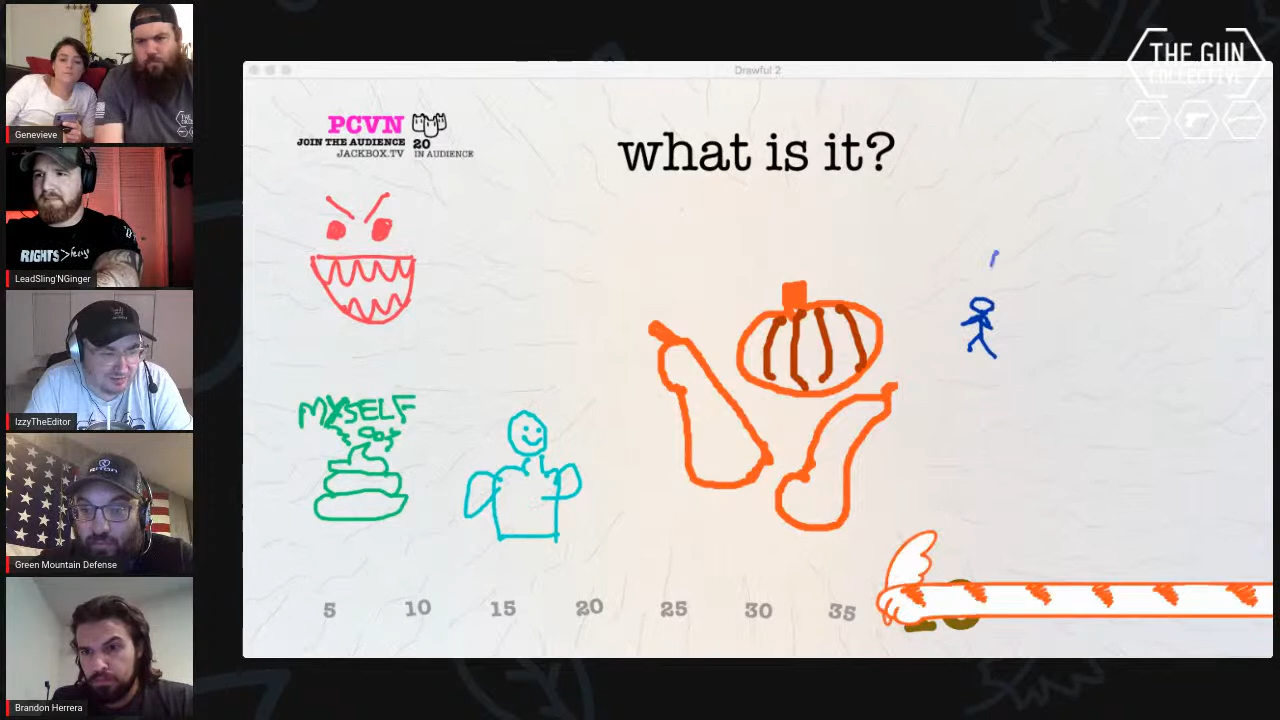 THE GUN
COLLECTIVE
Drawful 2
PCVN
JOIN THE AUDIENCE
JACKBOX.TV
20
IN AUDIENCE
what is it?
MYSELF
5 10 15 20 25 30 35
Genevieve
RIGHTS>feelings
LeadSling'NGinger
IzzyTheEditor
Green Mountain Defense
Brandon Herrera